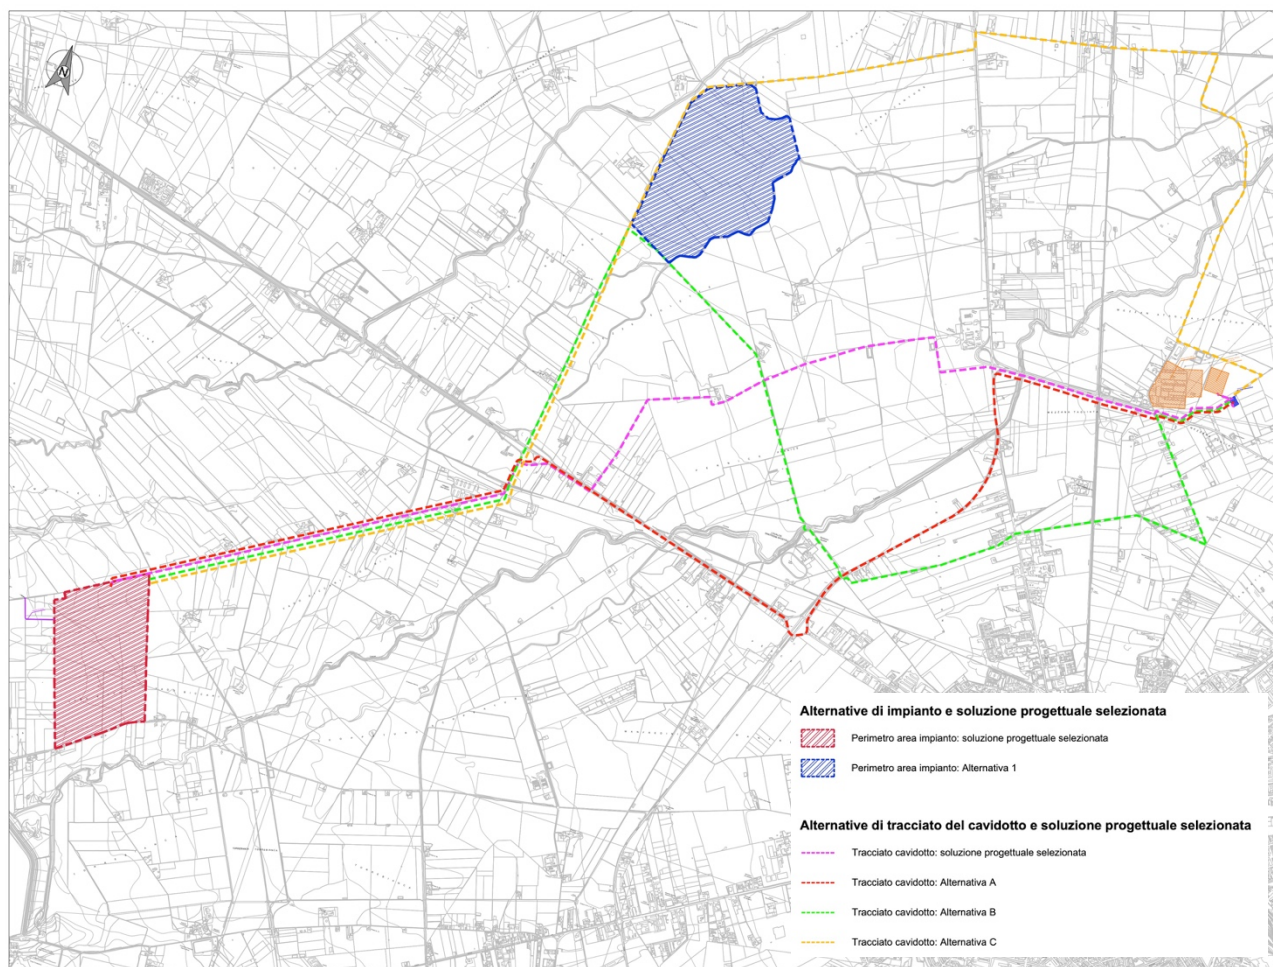 N
Alternative di impianto e soluzione progettuale selezionata
Perimetro area impianto: soluzione progettuale selezionata
Perimetro area impianto: Alternativa 1
Alternative di tracciato del cavidotto e soluzione progettuale selezionata
Tracciato cavidotto: soluzione progettuale selezionata
Tracciato cavidotto: Alternativa A
Tracciato cavidotto: Alternativa B
Tracciato cavidotto: Alternativa C